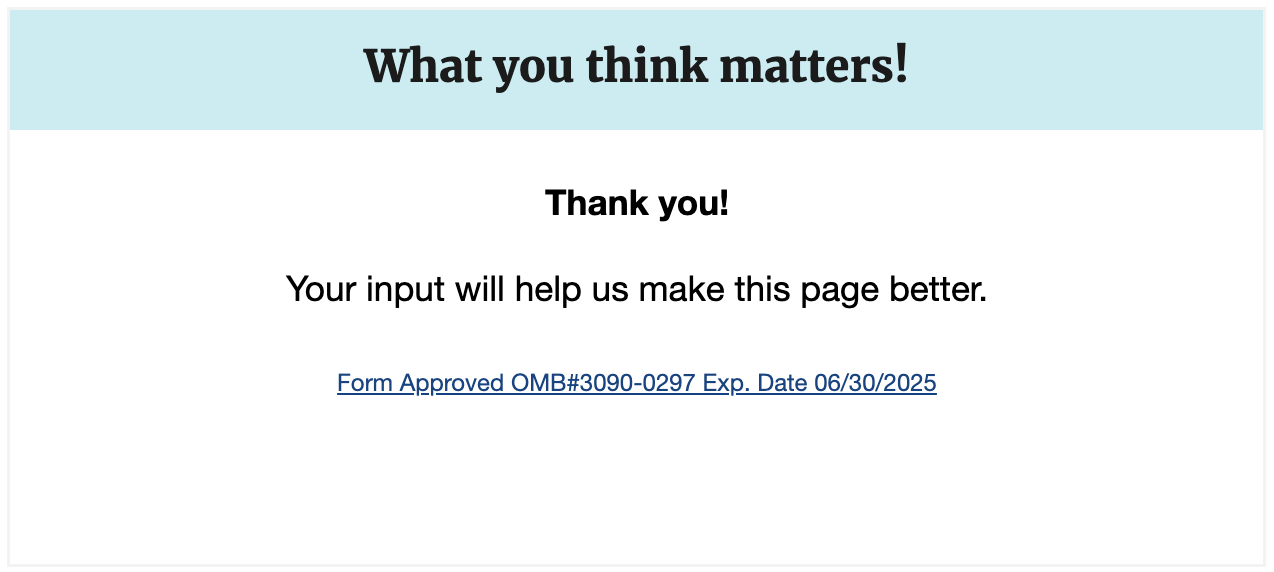 What you think matters!
Thank you!
Your input will help us make this page better.
Form Approved OMB#3090-0297 Exp. Date 06/30/2025